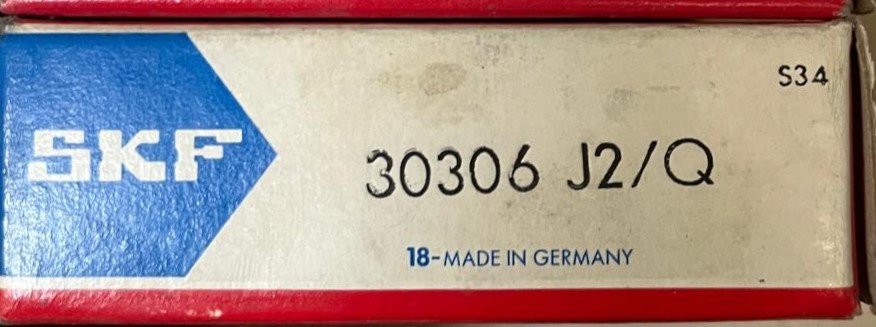 S34
SKF
30306 J2/Q
18-MADE IN GERMANY